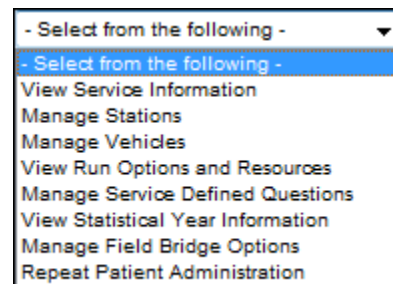 - Select from the following -
- Select from the following -
View Service Information
Manage Stations
Manage Vehicles
View Run Options and Resources
Manage Service Defined Questions
View Statistical Year Information
Manage Field Bridge Options
Repeat Patient Administration